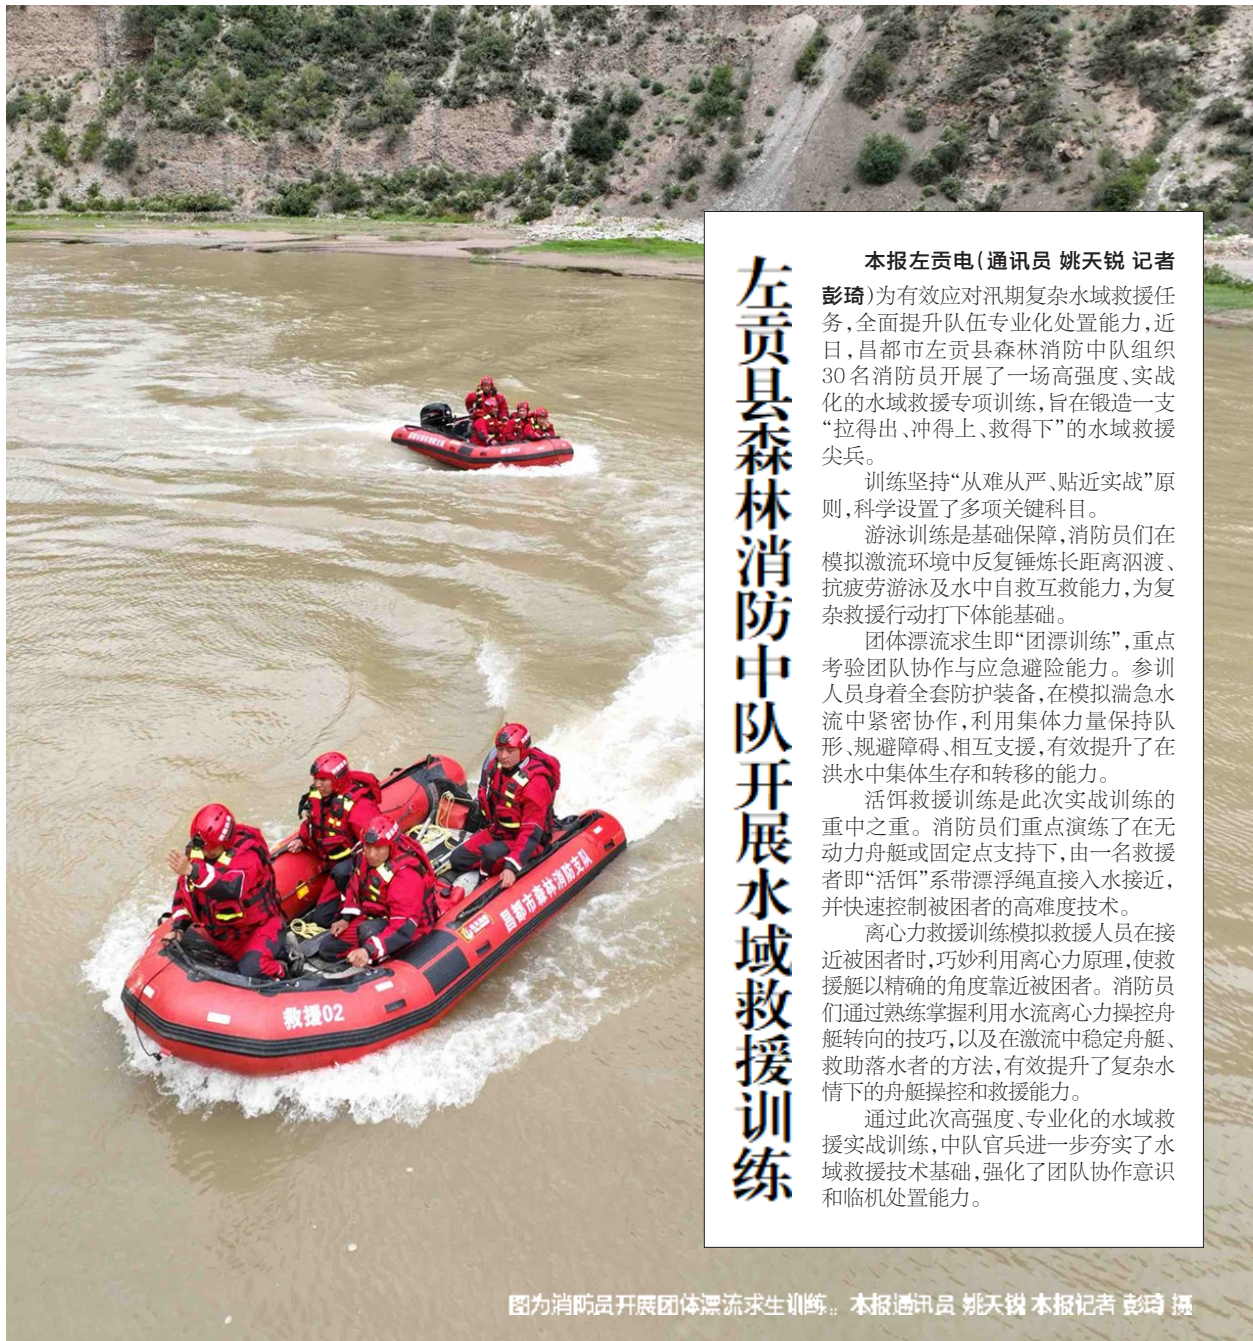 左贡县森林消防中队开展水域救援训练
本报左贡电(通讯员 姚天锐 记者
彭琦)为有效应对汛期复杂水域救援任
务,全面提升队伍专业化处置能力,近
日,昌都市左贡县森林消防中队组织
30名消防员开展了一场高强度、实战
化的水域救援专项训练,旨在锻造一支
“拉得出、冲得上、救得下”的水域救援
尖兵。
训练坚持“从难从严、贴近实战”原
则,科学设置了多项关键科目。
游泳训练是基础保障,消防员们在
模拟激流环境中反复锤炼长距离泅渡、
抗疲劳游泳及水中自救互救能力,为复
杂救援行动打下体能基础。
团体漂流求生即“团漂训练”,重点
考验团队协作与应急避险能力。参训
人员身着全套防护装备,在模拟湍急水
流中紧密协作,利用集体力量保持队
形、规避障碍、相互支援,有效提升了在
洪水中集体生存和转移的能力。
活饵救援训练是此次实战训练的
重中之重。消防员们重点演练了在无
动力舟艇或固定点支持下,由一名救援
者即“活饵”系带漂浮绳直接入水接近,
并快速控制被困者的高难度技术。
离心力救援训练模拟救援人员在接
近被困者时,巧妙利用离心力原理,使救
援艇以精确的角度靠近被困者。消防员
们通过熟练掌握利用水流离心力操控舟
艇转向的技巧,以及在激流中稳定舟艇、
救助落水者的方法,有效提升了复杂水
情下的舟艇操控和救援能力。
通过此次高强度、专业化的水域救
援实战训练,中队官兵进一步夯实了水
域救援技术基础,强化了团队协作意识
和临机处置能力。
昌都市森林消防支队
救援02
图为消防员开展团体漂流求生训练。 本报通讯员 姚天锐 本报记者 彭琦 摄